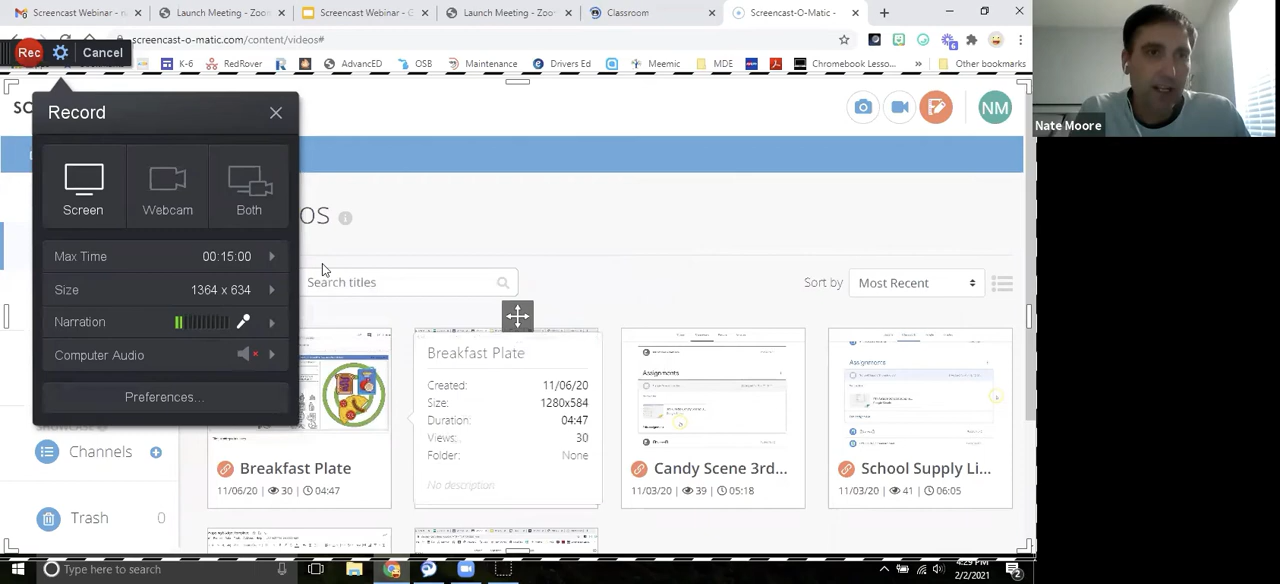 Screencast Webinar - n
Launch Meeting - Zoo
Screencast Webinar - G
Launch Meeting - Zoo
Classroom
Screencast-O-Matic -
screencast-o-matic.com/content/videos#
6
Rec
Cancel
K-6
RedRover
AdvancED
OSB
Maintenance
Drivers Ed
Meemic
MDE
Chromebook Lesso...
»
Other bookmarks
Nate Moore
Record
NM
Screen
Webcam
Both
OS
Max Time 00:15:00
Size 1364 x 634
Narration
Computer Audio
Preferences...
Search titles
Sort by
Most Recent
Breakfast Plate
Created: 11/06/20
Size: 1280x584
Duration: 04:47
Views: 30
Folder: None
No description
Assignments
Assignments
Channels
Trash 0
Breakfast Plate
11/06/20 | 30 | 04:47
Candy Scene 3rd...
11/03/20 | 39 | 05:18
School Supply Li...
11/03/20 | 41 | 06:05
Type here to search
4:29 PM
2/2/2021
2